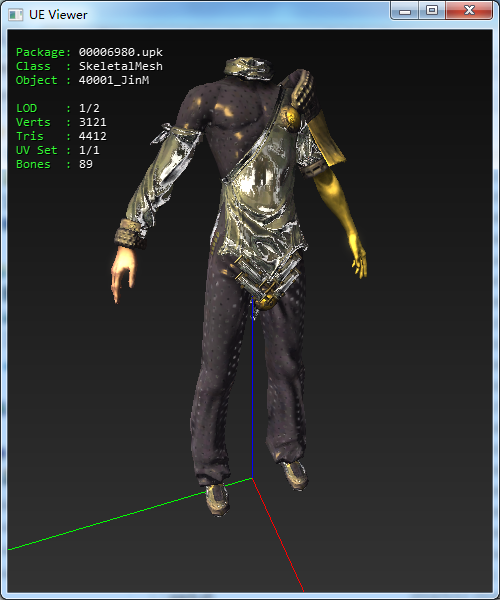 UE Viewer
Package: 00006980.upk
Class  : SkeletalMesh
Object : 40001_JinM
LOD    : 1/2
Verts  : 3121
Tris   : 4412
UV Set : 1/1
Bones  : 89